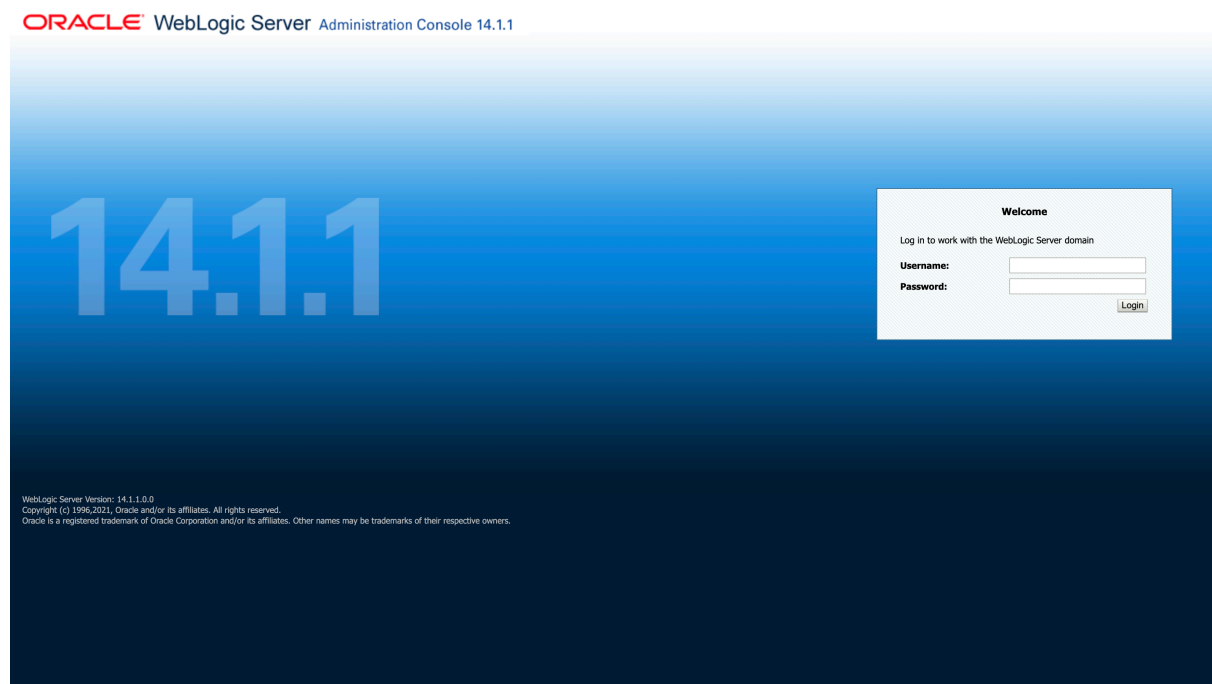 ORACLE® WebLogic Server Administration Console 14.1.1
14.1.1
Welcome
Log in to work with the WebLogic Server domain
Username:
Password:
Login
WebLogic Server Version: 14.1.1.0.0
Copyright (c) 1996,2021, Oracle and/or its affiliates. All rights reserved.
Oracle is a registered trademark of Oracle Corporation and/or its affiliates. Other names may be trademarks of their respective owners.